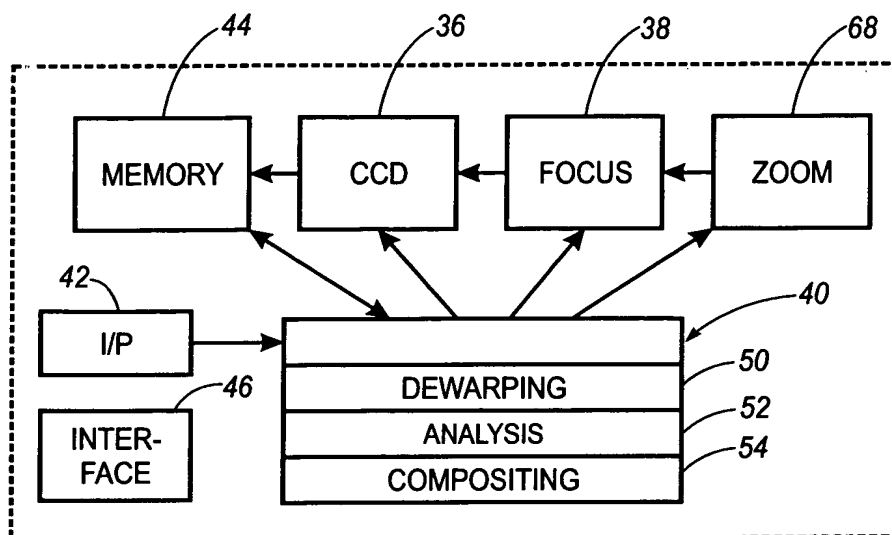 44 36 38 68
MEMORY CCD FOCUS ZOOM
42 40
I/P
DEWARPING 50
46 52
ANALYSIS
INTER-
FACE 54
COMPOSITING